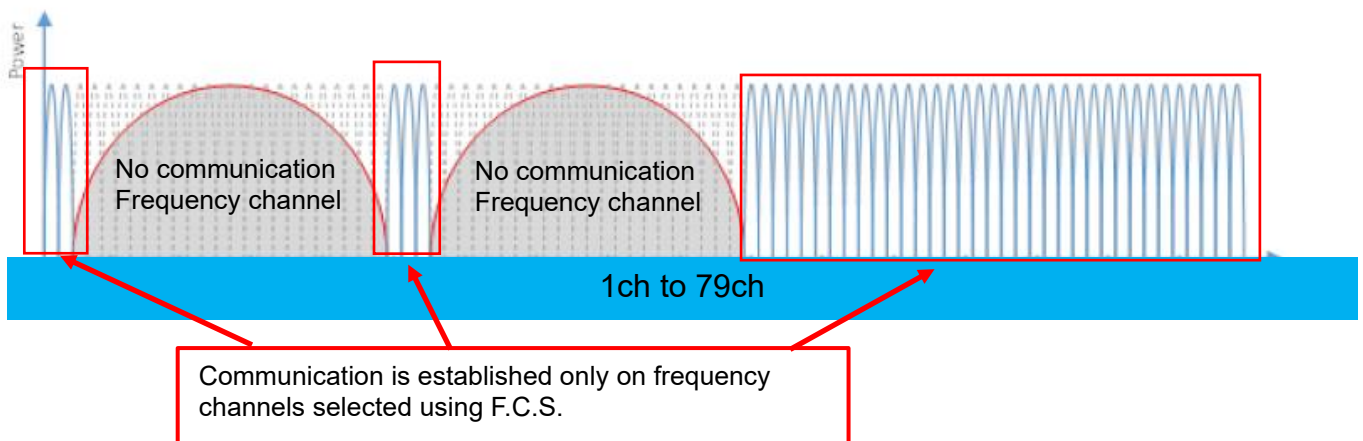 Power
No communication
Frequency channel
No communication
Frequency channel
1ch to 79ch
Communication is established only on frequency
channels selected using F.C.S.